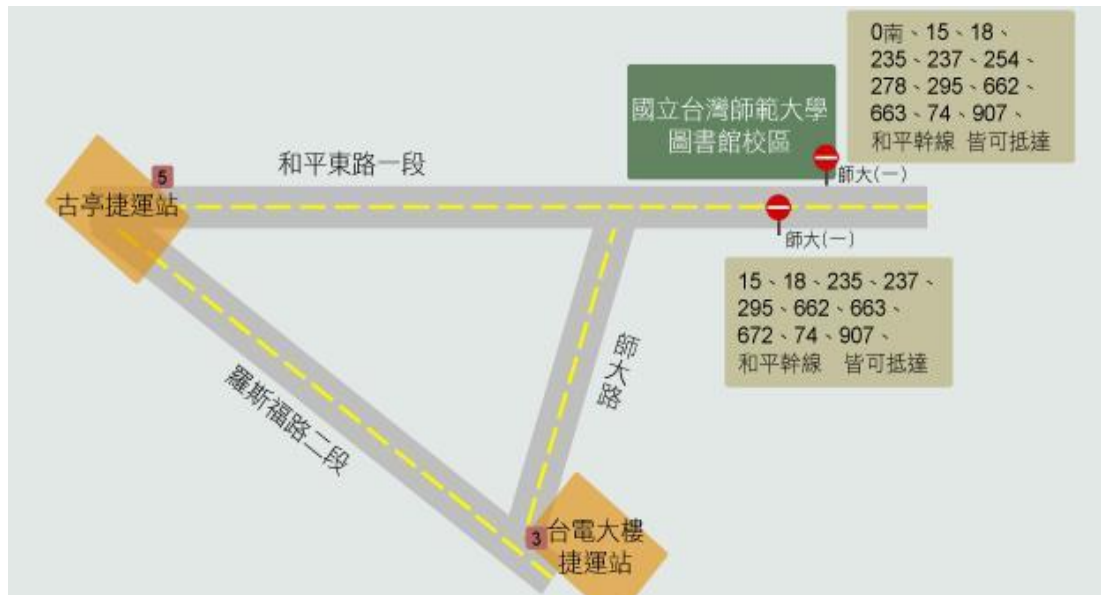 0南、15、18、
235、237、254、
278、295、662、
663、74、907、
和平幹線 皆可抵達
國立台灣師範大學
圖書館校區
師大(一)
和平東路一段
5
古亭捷運站
師大(一)
15、18、235、237、
295、662、663、
672、74、907、
和平幹線 皆可抵達
師大路
羅斯福路二段
3
台電大樓
捷運站